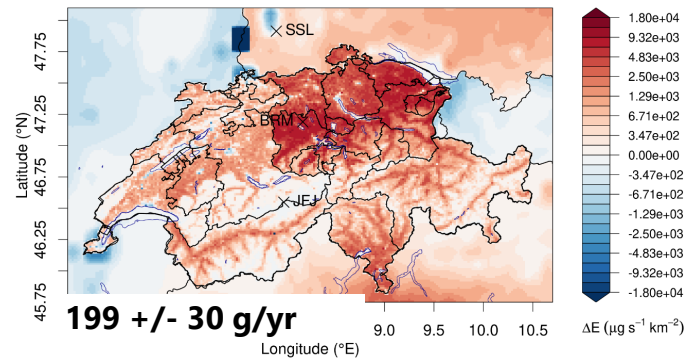 47.75
47.25
46.75
46.25
45.75
Latitude (°N)
SSL
BRM
JEJ
199 +/- 30 g/yr
9.0 9.5 10.0 10.5
Longitude (°E)
1.80e+04
9.32e+03
4.83e+03
2.50e+03
1.29e+03
6.71e+02
3.47e+02
0.00e+00
-3.47e+02
-6.71e+02
-1.29e+03
-2.50e+03
-4.83e+03
-9.32e+03
-1.80e+04
ΔE (µg s⁻¹ km⁻²)